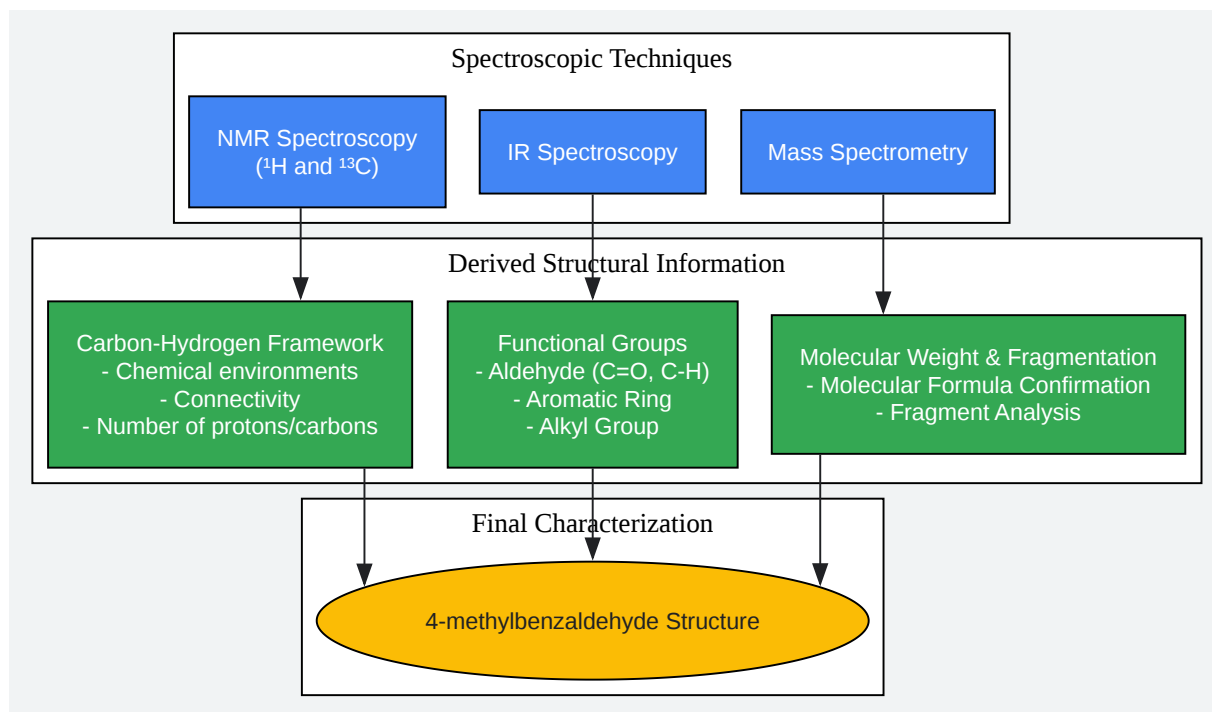 Spectroscopic Techniques
NMR Spectroscopy
(¹H and ¹³C)
IR Spectroscopy
Mass Spectrometry
Derived Structural Information
Carbon-Hydrogen Framework
- Chemical environments
- Connectivity
- Number of protons/carbons
Functional Groups
- Aldehyde (C=O, C-H)
- Aromatic Ring
- Alkyl Group
Molecular Weight & Fragmentation
- Molecular Formula Confirmation
- Fragment Analysis
Final Characterization
4-methylbenzaldehyde Structure